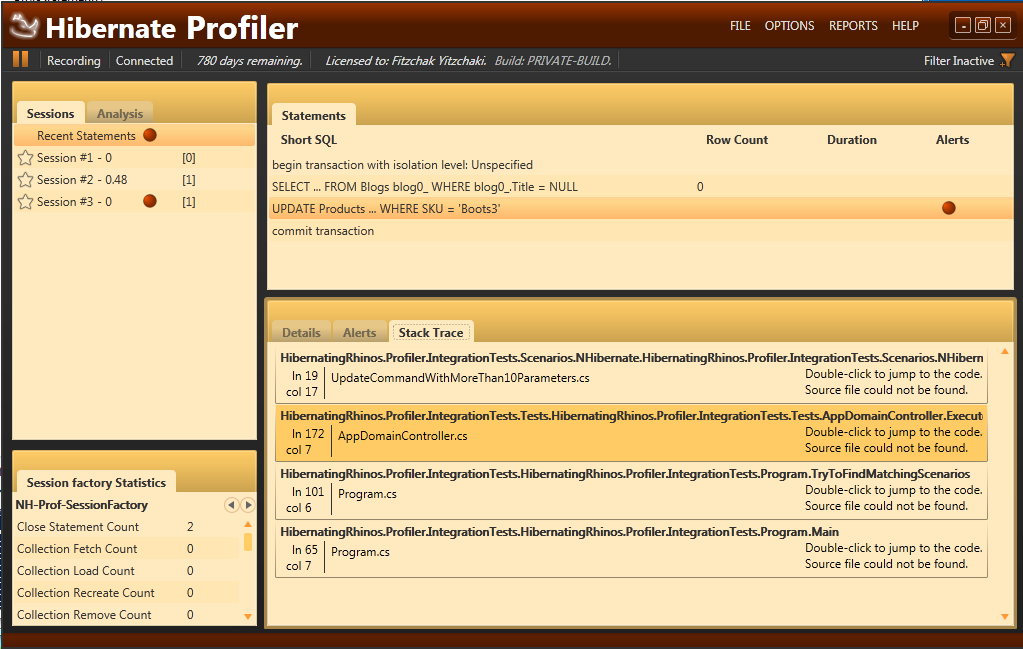 Hibernate Profiler
FILE OPTIONS REPORTS HELP
Recording Connected 780 days remaining. Licensed to: Fitzchak Yitzchaki. Build: PRIVATE-BUILD. Filter Inactive
Sessions Analysis
Recent Statements
Session #1 - 0 [0]
Session #2 - 0.48 [1]
Session #3 - 0 [1]
Statements
Short SQL Row Count Duration Alerts
begin transaction with isolation level: Unspecified
SELECT ... FROM Blogs blog0_ WHERE blog0_.Title = NULL 0
UPDATE Products ... WHERE SKU = 'Boots3'
commit transaction
Session factory Statistics
NH-Prof-SessionFactory
Close Statement Count 2
Collection Fetch Count 0
Collection Load Count 0
Collection Recreate Count 0
Collection Remove Count 0
Details Alerts Stack Trace
HibernatingRhinos.Profiler.IntegrationTests.Scenarios.NHibernate.HibernatingRhinos.Profiler.IntegrationTests.Scenarios.NHibern
ln 19 UpdateCommandWithMoreThan10Parameters.cs Double-click to jump to the code.
col 17 Source file could not be found.
HibernatingRhinos.Profiler.IntegrationTests.Tests.HibernatingRhinos.Profiler.IntegrationTests.Tests.AppDomainController.Execut
ln 172 AppDomainController.cs Double-click to jump to the code.
col 7 Source file could not be found.
HibernatingRhinos.Profiler.IntegrationTests.HibernatingRhinos.Profiler.IntegrationTests.Program.TryToFindMatchingScenarios
ln 101 Program.cs Double-click to jump to the code.
col 6 Source file could not be found.
HibernatingRhinos.Profiler.IntegrationTests.HibernatingRhinos.Profiler.IntegrationTests.Program.Main
ln 65 Program.cs Double-click to jump to the code.
col 7 Source file could not be found.